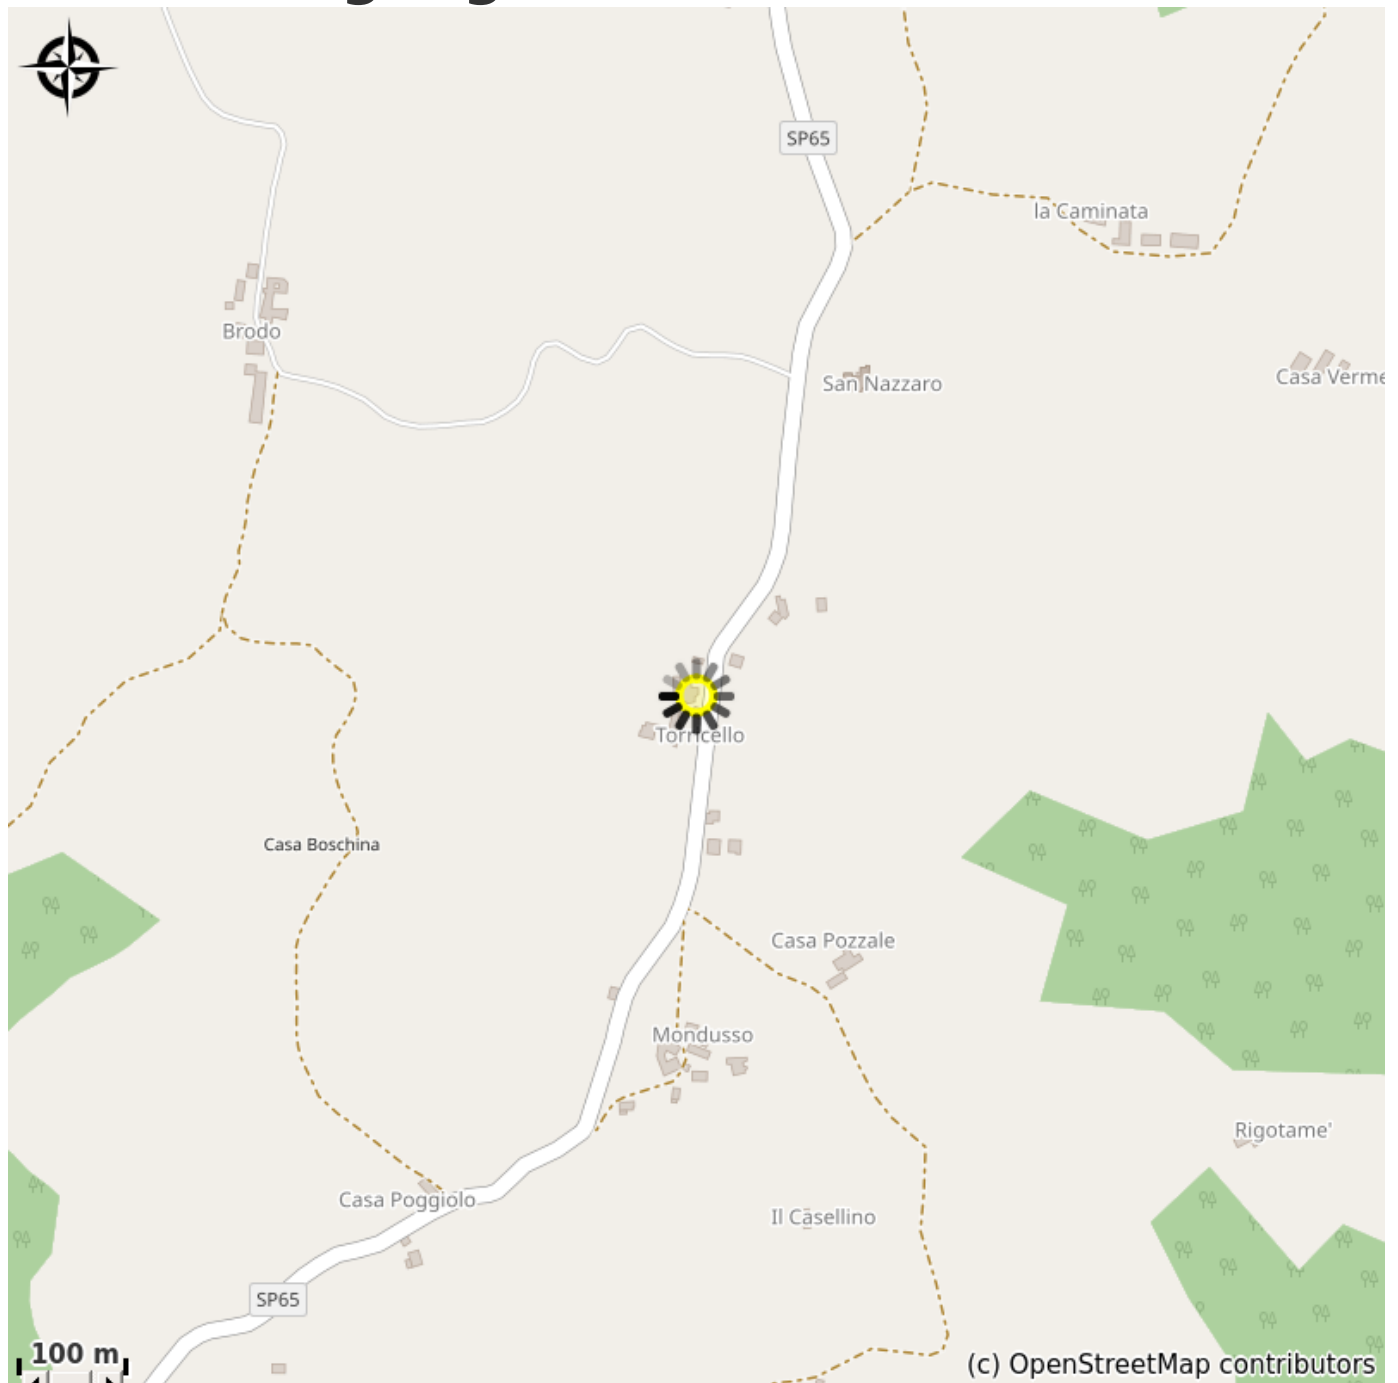 SP65
la Caminata
Brodo
San Nazzaro
Casa Verme
Torricello
Casa Boschina
Casa Pozzale
Mondusso
Rigotame'
Casa Poggiolo
Il Casellino
SP65
100 m
(c) OpenStreetMap contributors